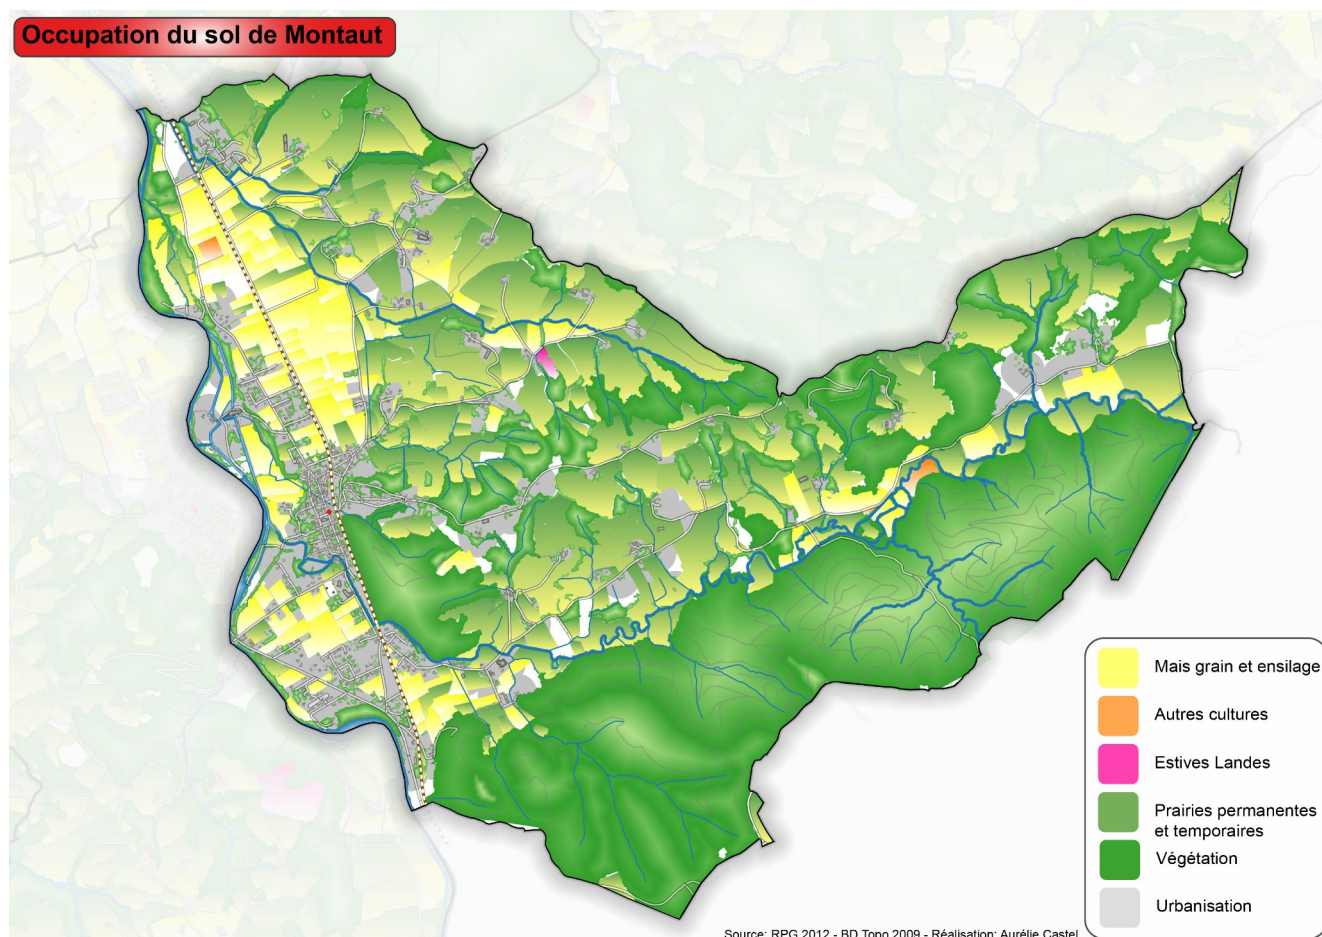 Occupation du sol de Montaut
Mais grain et ensilage
Autres cultures
Estives Landes
Prairies permanentes
et temporaires
Végétation
Urbanisation
Source: RPG 2012 - BD Topo 2009 - Réalisation: Aurélie Castel